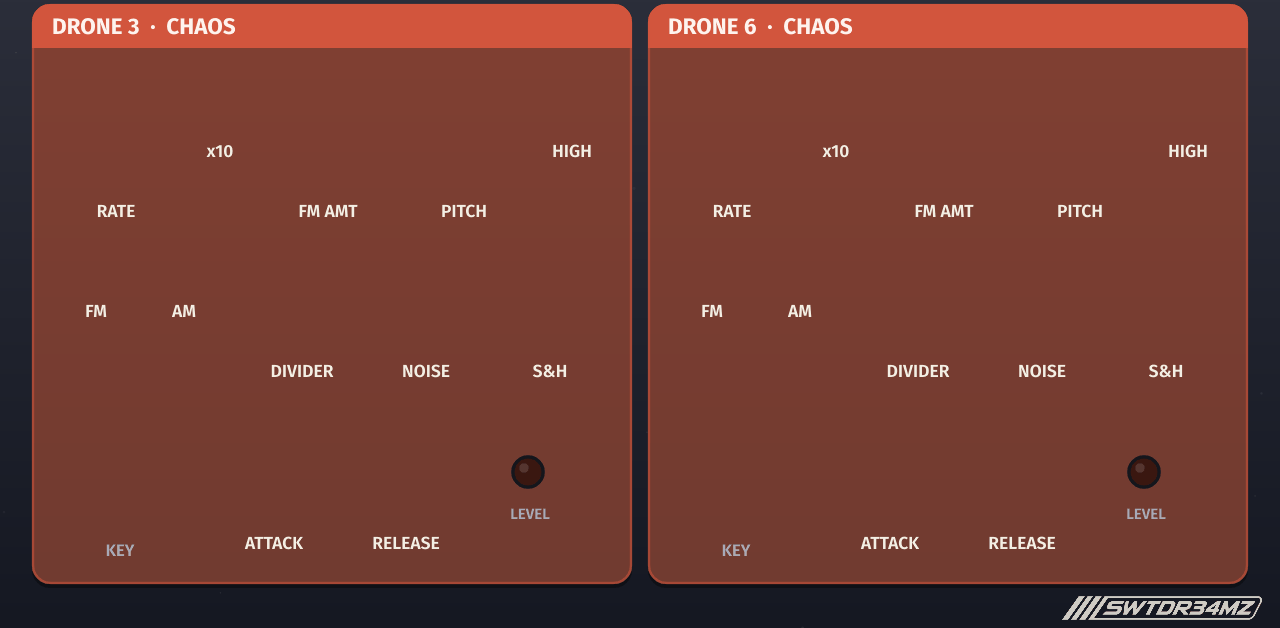 DRONE 3 · CHAOS
x10 HIGH
RATE FM AMT PITCH
FM AM
DIVIDER NOISE S&H
LEVEL
KEY ATTACK RELEASE
DRONE 6 · CHAOS
x10 HIGH
RATE FM AMT PITCH
FM AM
DIVIDER NOISE S&H
LEVEL
KEY ATTACK RELEASE
SWTDR34MZ